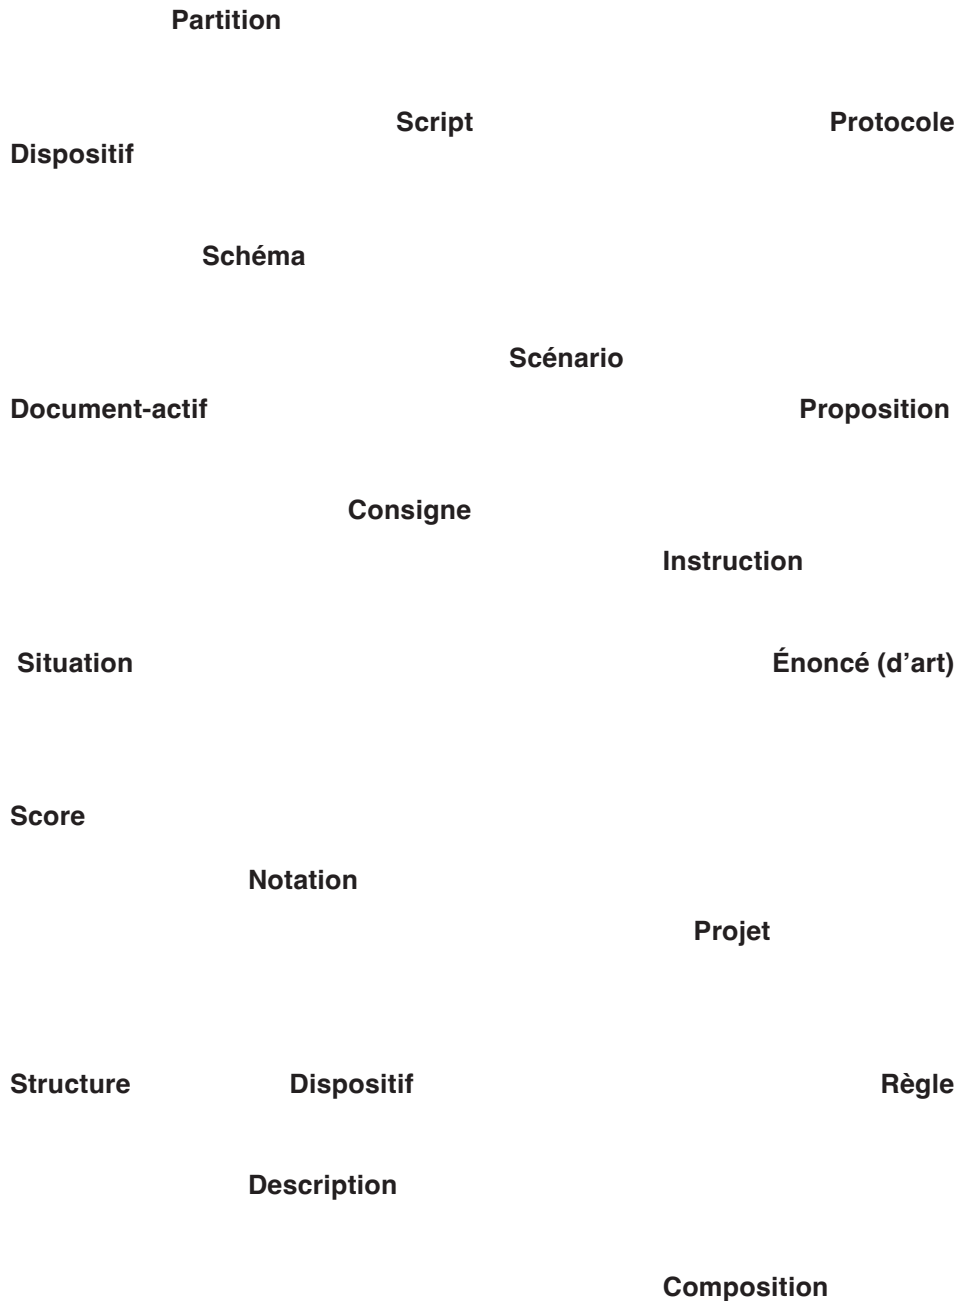 Partition
Script Protocole
Dispositif
Schéma
Scénario
Document-actif Proposition
Consigne
Instruction
Situation Énoncé (d’art)
Score
Notation
Projet
Structure Dispositif Règle
Description
Composition